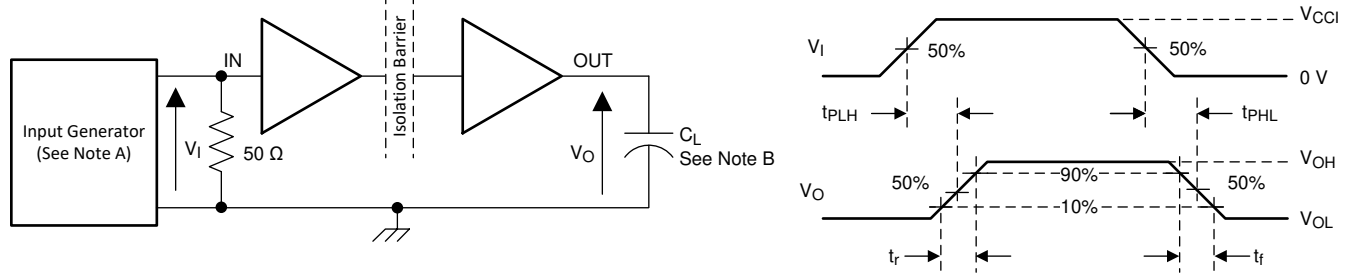 Input Generator
(See Note A)
V_I
50 Ω
IN
Isolation Barrier
OUT
V_O
C_L
See Note B
V_I
50%
50%
V_CCI
0 V
t_PLH
t_PHL
V_O
50%
90%
10%
50%
V_OH
V_OL
t_r
t_f